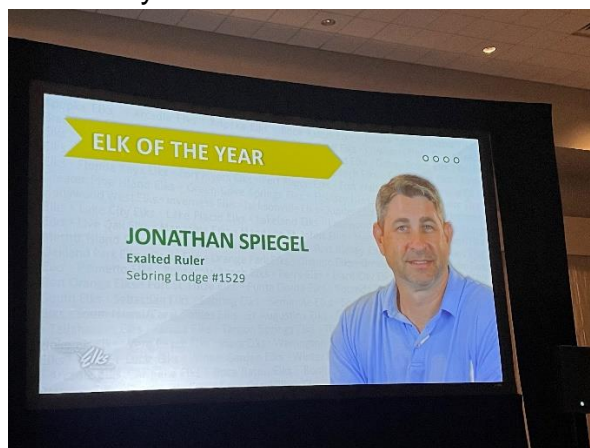 ELK OF THE YEAR
JONATHAN SPIEGEL
Exalted Ruler
Sebring Lodge #1529
Elks